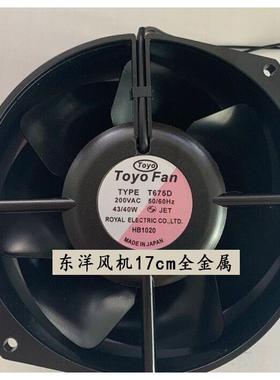 Toyo
Toyo Fan
TYPE T675D
200VAC 50/60Hz
43/40W JET
ROYAL ELECTRIC CO.,LTD.
HB1020
MADE IN JAPAN
东洋风机17cm全金属